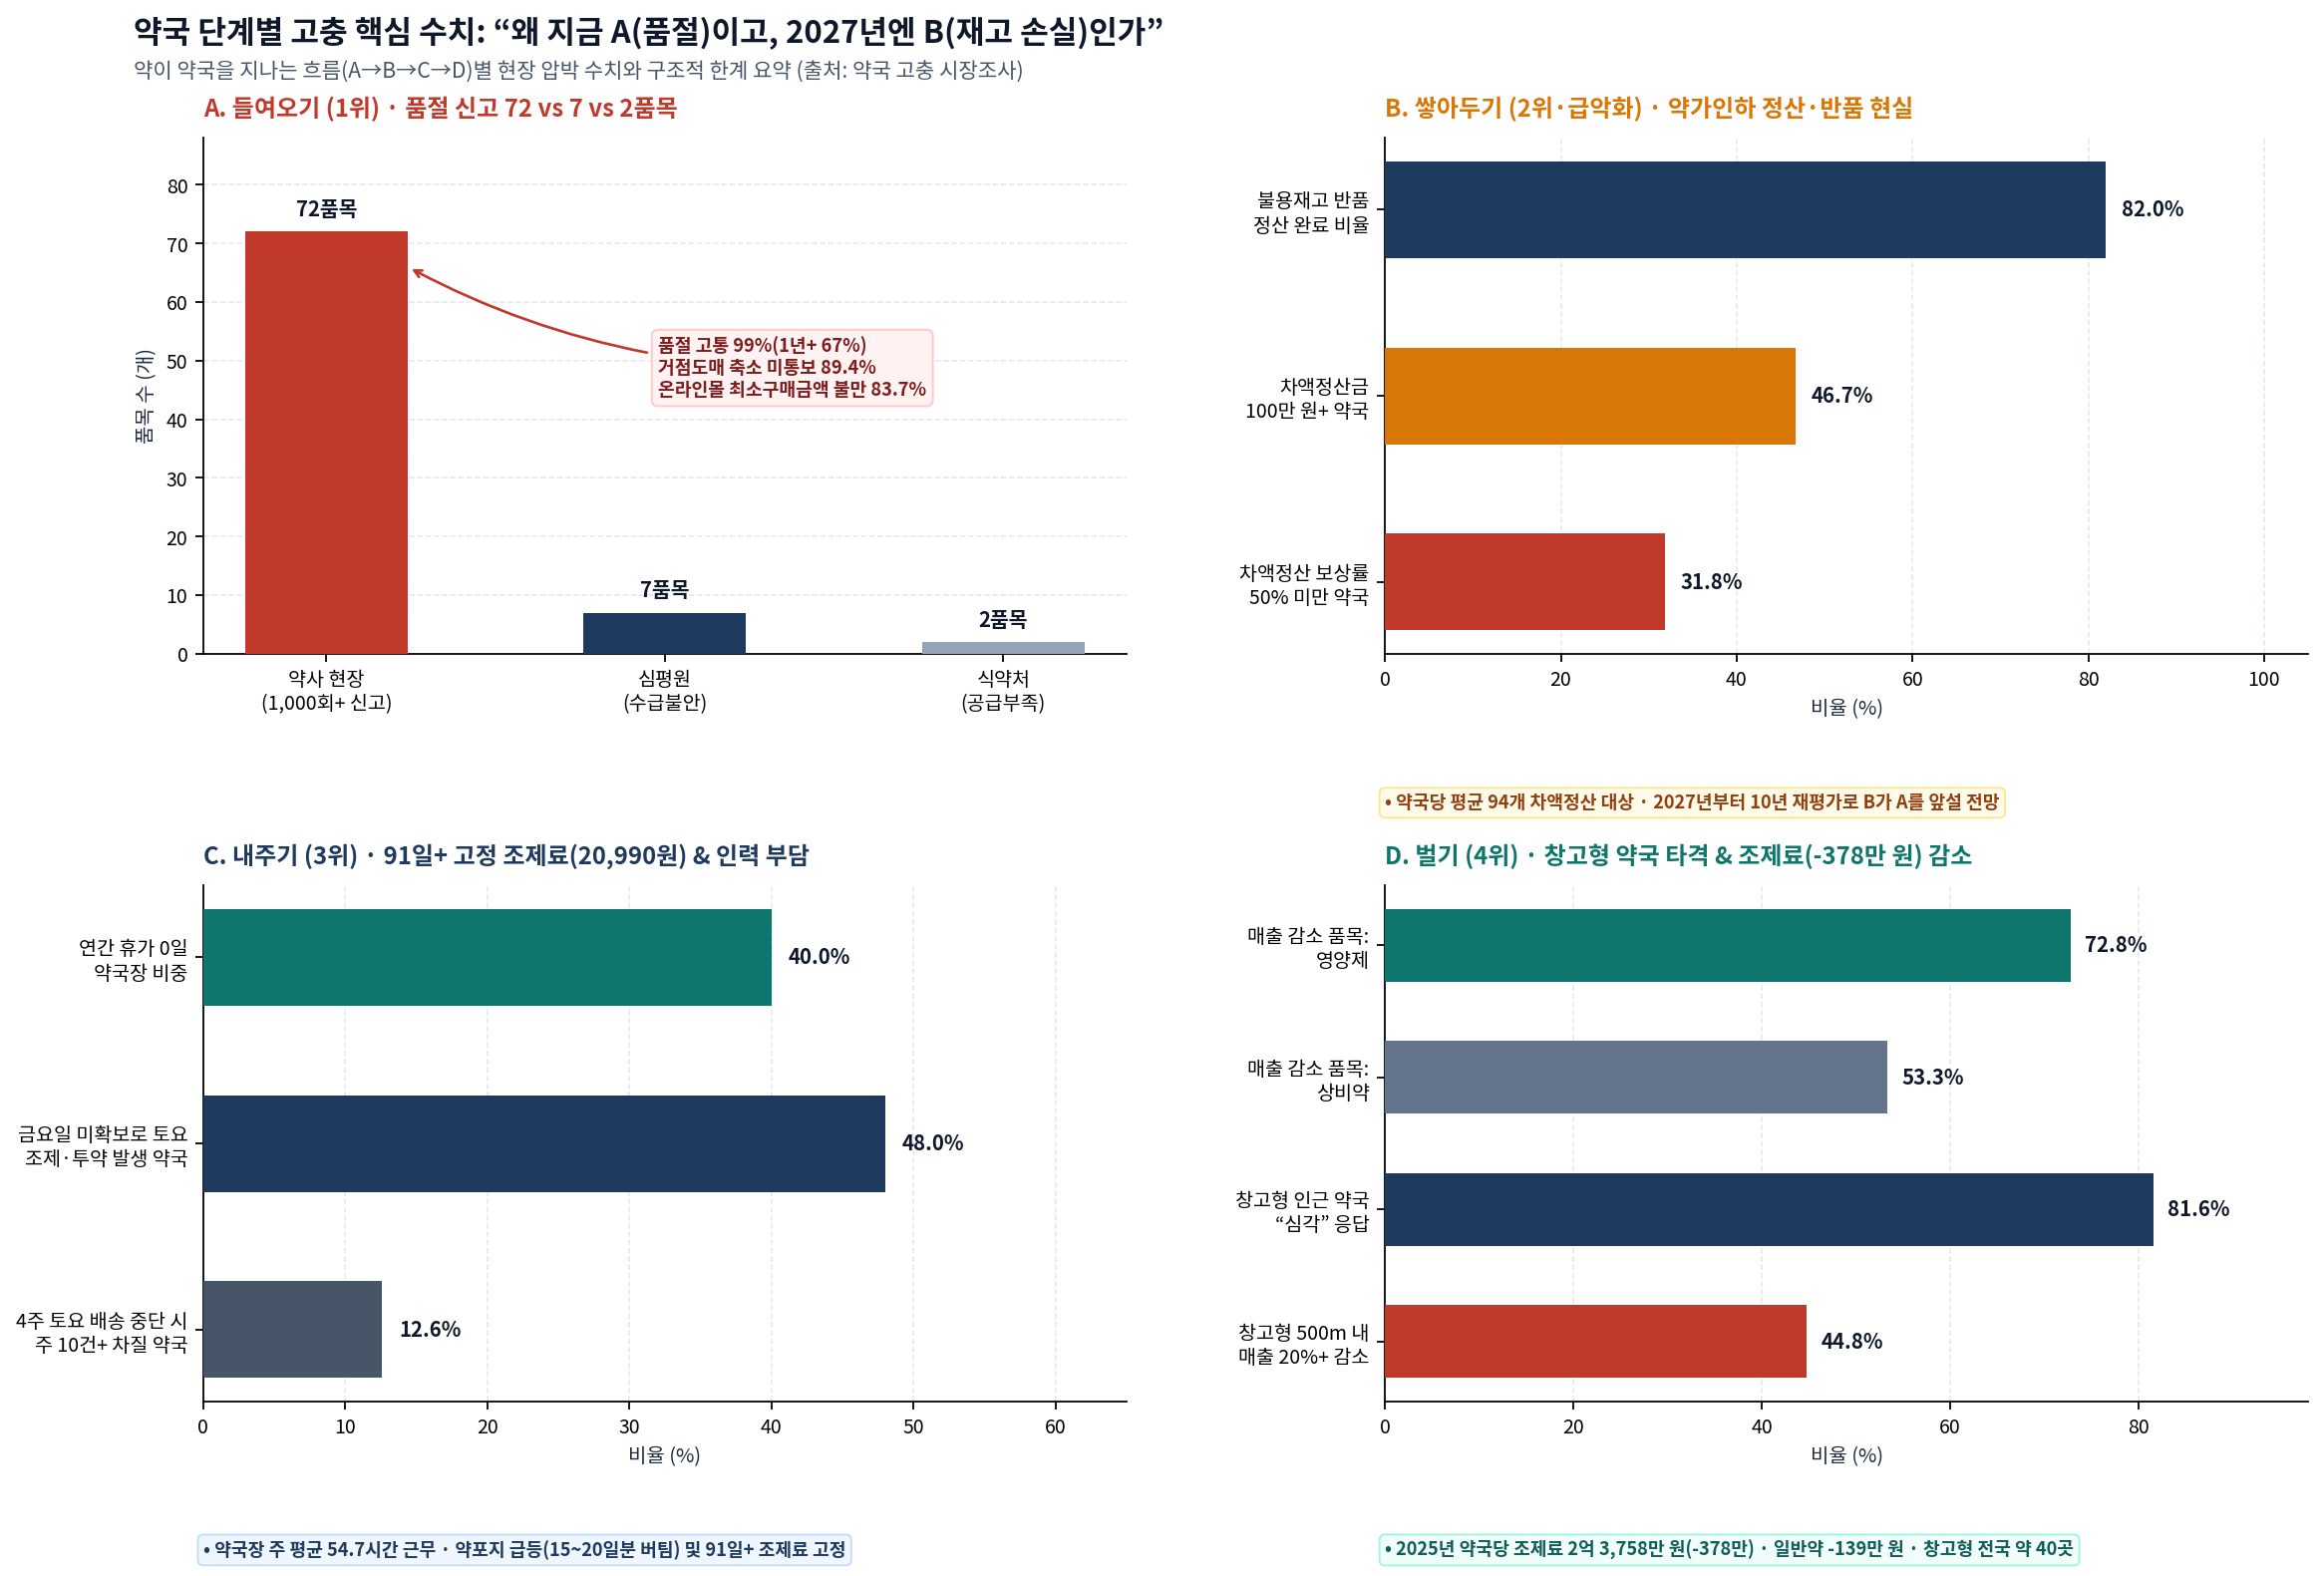 약국 단계별 고충 핵심 수치: “왜 지금 A(품절)이고, 2027년엔 B(재고 손실)인가”
약이 약국을 지나는 흐름(A→B→C→D)별 현장 압박 수치와 구조적 한계 요약 (출처: 약국 고충 시장조사)
A. 들여오기 (1위) · 품절 신고 72 vs 7 vs 2품목
품목 수 (개)
80
70
60
50
40
30
20
10
0
72품목
7품목
2품목
품절 고통 99%(1년+ 67%)
거점도매 축소 미통보 89.4%
온라인몰 최소구매금액 불만 83.7%
약사 현장
(1,000회+ 신고)
심평원
(수급불안)
식약처
(공급부족)
B. 쌓아두기 (2위·급악화) · 약가인하 정산·반품 현실
불용재고 반품
정산 완료 비율
82.0%
차액정산금
100만 원+ 약국
46.7%
차액정산 보상률
50% 미만 약국
31.8%
0 20 40 60 80 100
비율 (%)
• 약국당 평균 94개 차액정산 대상 · 2027년부터 10년 재평가로 B가 A를 앞설 전망
C. 내주기 (3위) · 91일+ 고정 조제료(20,990원) & 인력 부담
연간 휴가 0일
약국장 비중
40.0%
금요일 미확보로 토요
조제·투약 발생 약국
48.0%
4주 토요 배송 중단 시
주 10건+ 차질 약국
12.6%
0 10 20 30 40 50 60
비율 (%)
• 약국장 주 평균 54.7시간 근무 · 약포지 급등(15~20일분 버팀) 및 91일+ 조제료 고정
D. 벌기 (4위) · 창고형 약국 타격 & 조제료(-378만 원) 감소
매출 감소 품목:
영양제
72.8%
매출 감소 품목:
상비약
53.3%
창고형 인근 약국
“심각” 응답
81.6%
창고형 500m 내
매출 20%+ 감소
44.8%
0 20 40 60 80
비율 (%)
• 2025년 약국당 조제료 2억 3,758만 원(-378만) · 일반약 -139만 원 · 창고형 전국 약 40곳